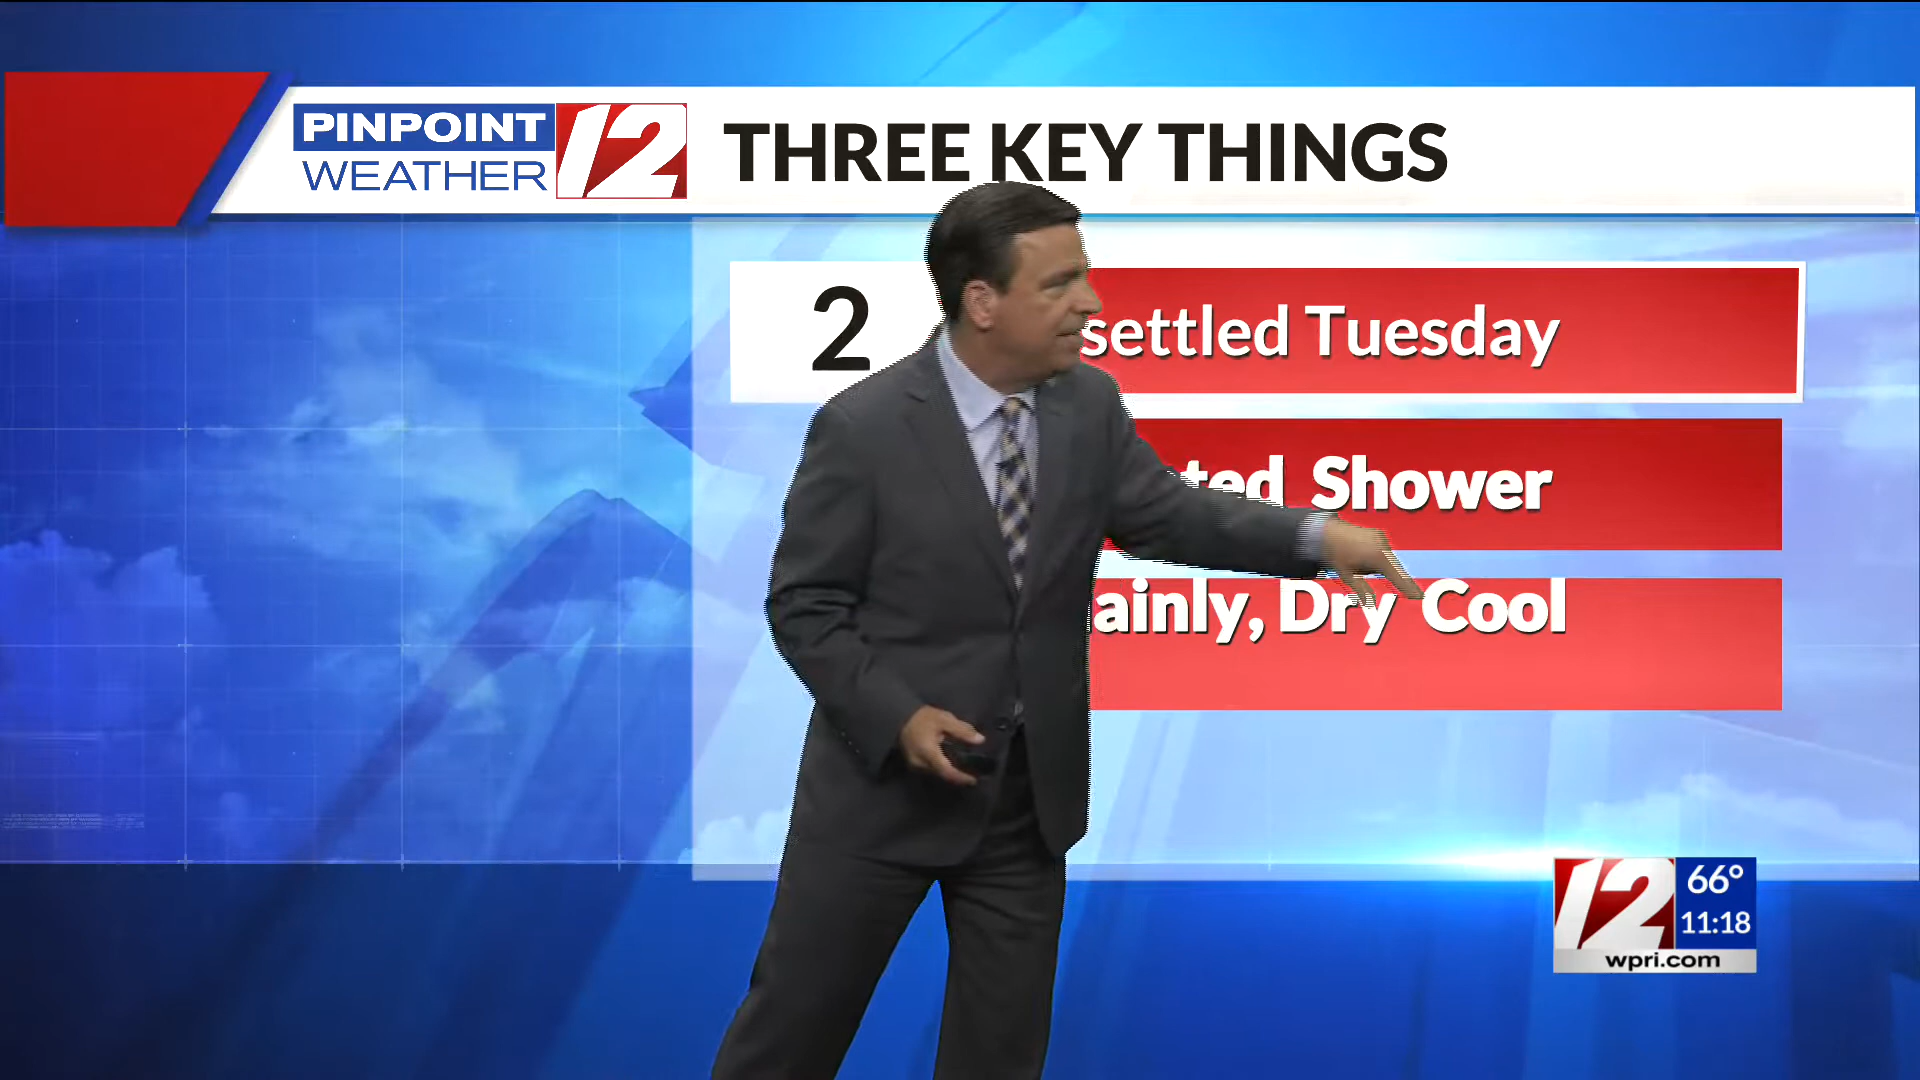 PINPOINT
WEATHER 12
THREE KEY THINGS
2 settled Tuesday
ted Shower
ainly, Dry Cool
12
66°
11:18
wpri.com